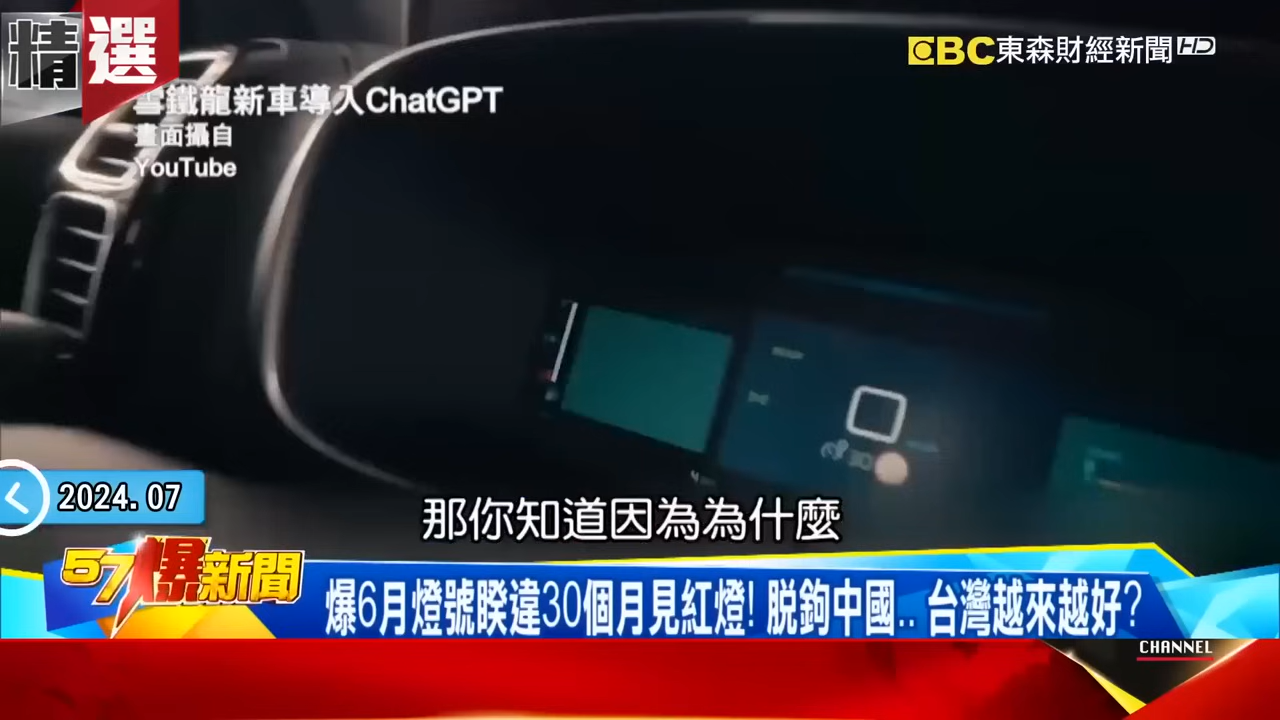 精選
EBC東森財經新聞HD
雪鐵龍新車導入ChatGPT
畫面攝自
YouTube
2024.07
那你知道因為為什麼
57爆新聞
爆6月燈號睽違30個月見紅燈! 脫鉤中國.. 台灣越來越好?
CHANNEL